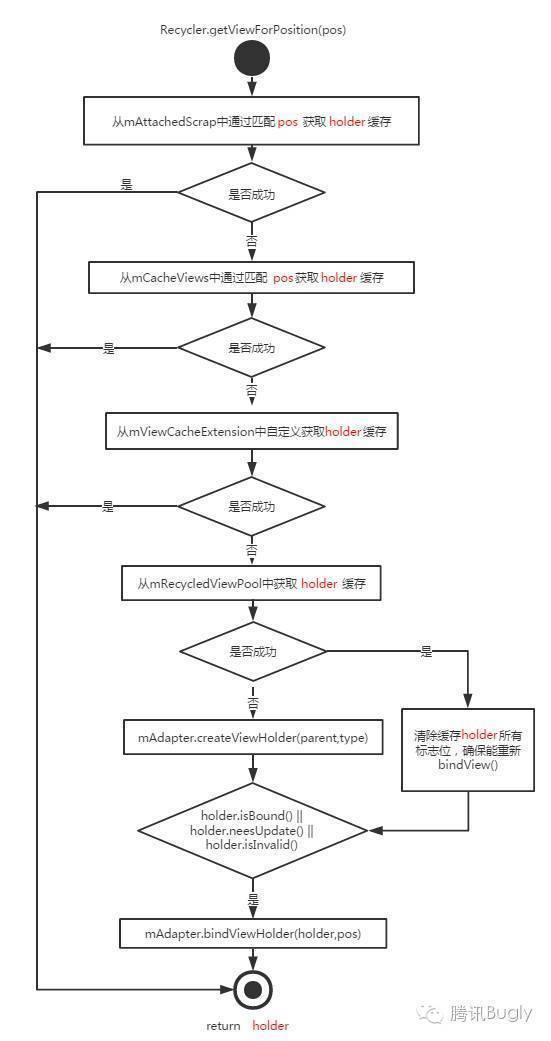 Recycler.getViewForPosition(pos)
从mAttachedScrap中通过匹配 pos 获取 holder 缓存
是否成功
是
否
从mCacheViews中通过匹配 pos 获取 holder 缓存
是否成功
是
否
从mViewCacheExtension中自定义获取holder缓存
是否成功
是
否
从mRecycledViewPool中获取 holder 缓存
是否成功
是
否
清除缓存holder所有
标志位，确保能重新
bindView()
mAdapter.createViewHolder(parent,type)
holder.isBound() ||
holder.neesUpdate() ||
holder.isInvalid()
是
mAdapter.bindViewHolder(holder,pos)
return holder
腾讯Bugly